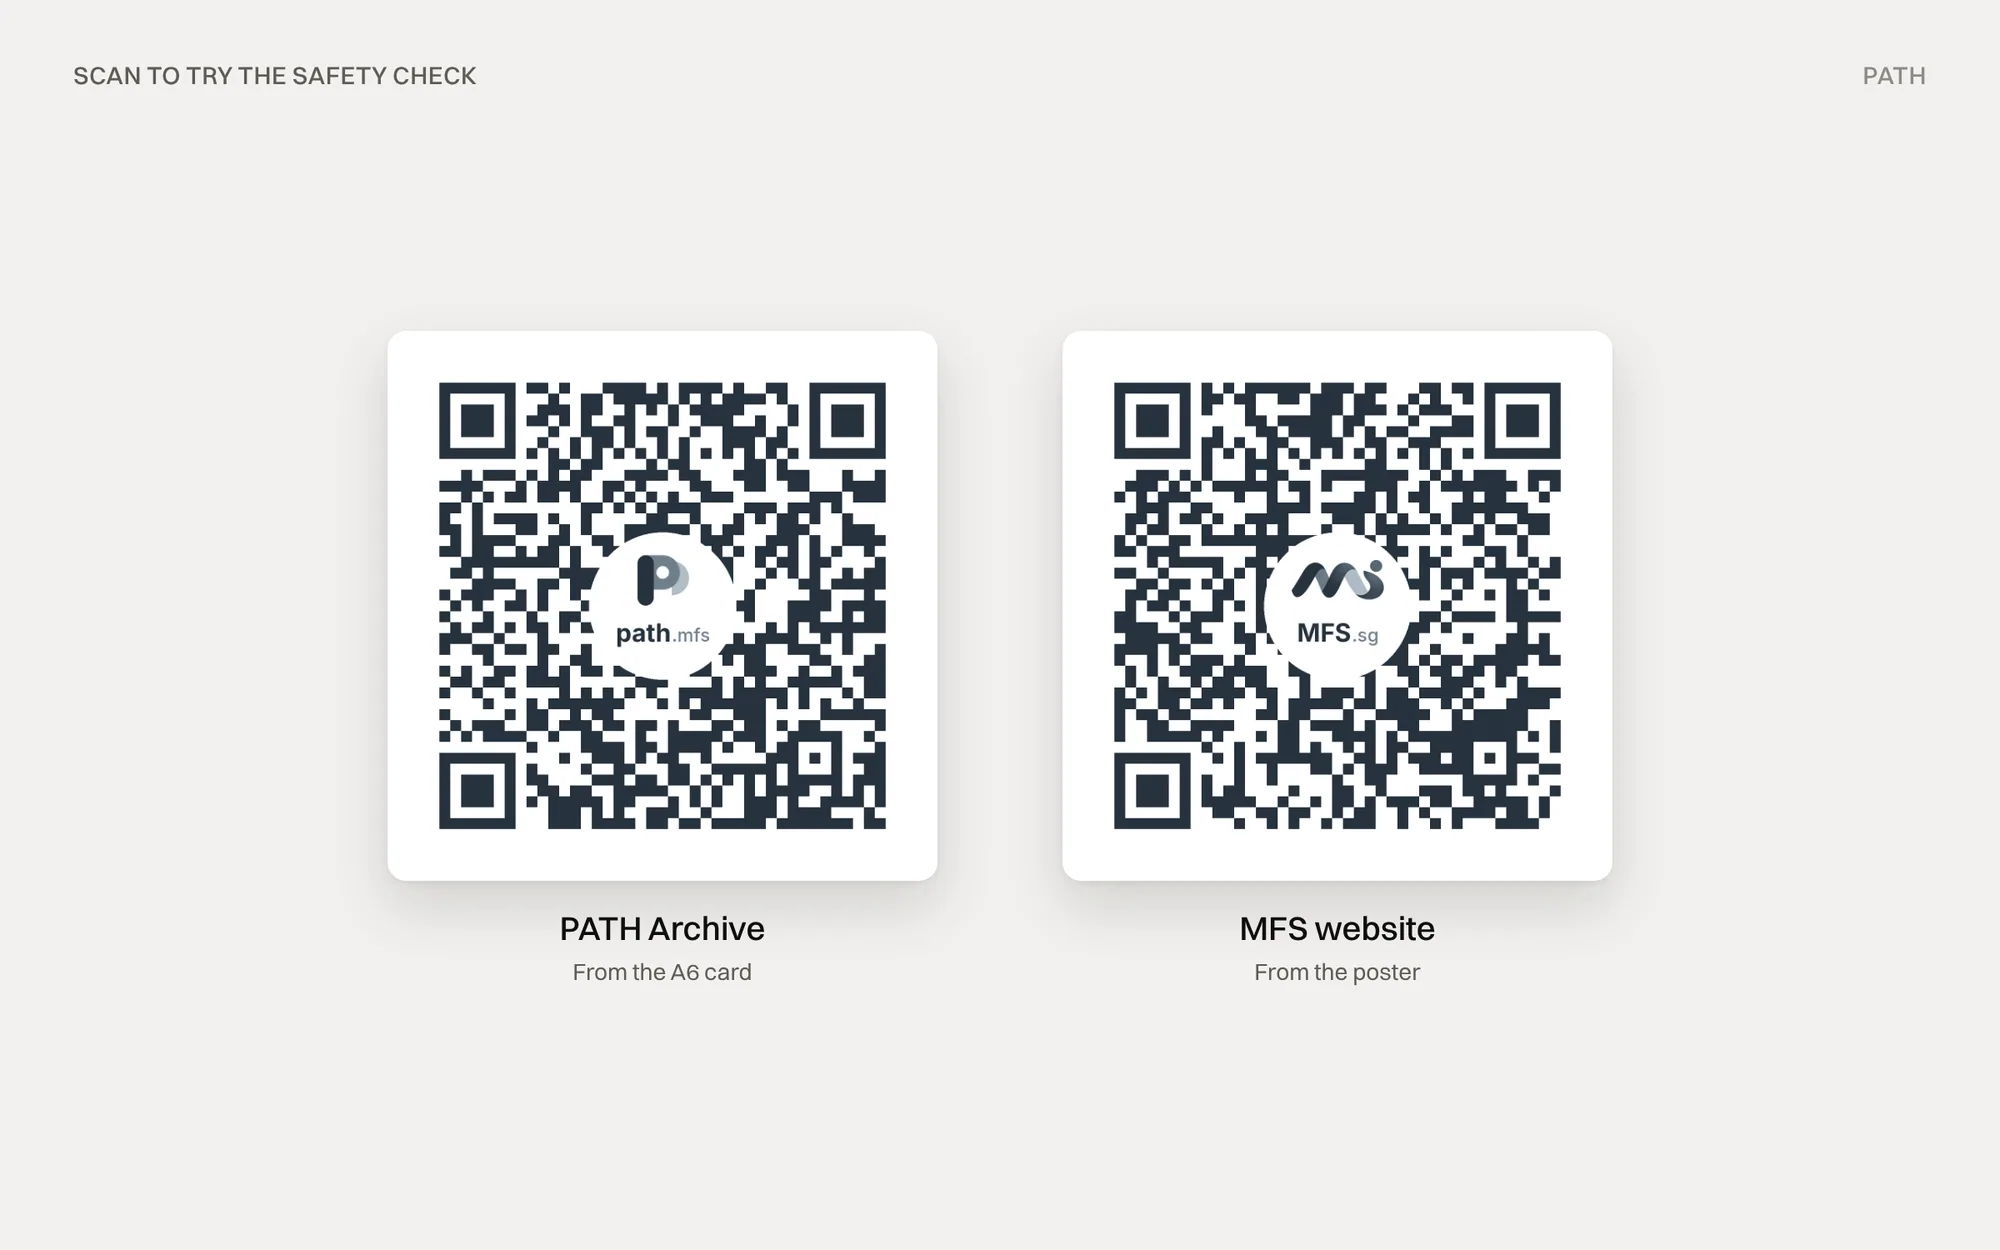 SCAN TO TRY THE SAFETY CHECK
PATH
path.mfs
MFS.sg
PATH Archive
From the A6 card
MFS website
From the poster